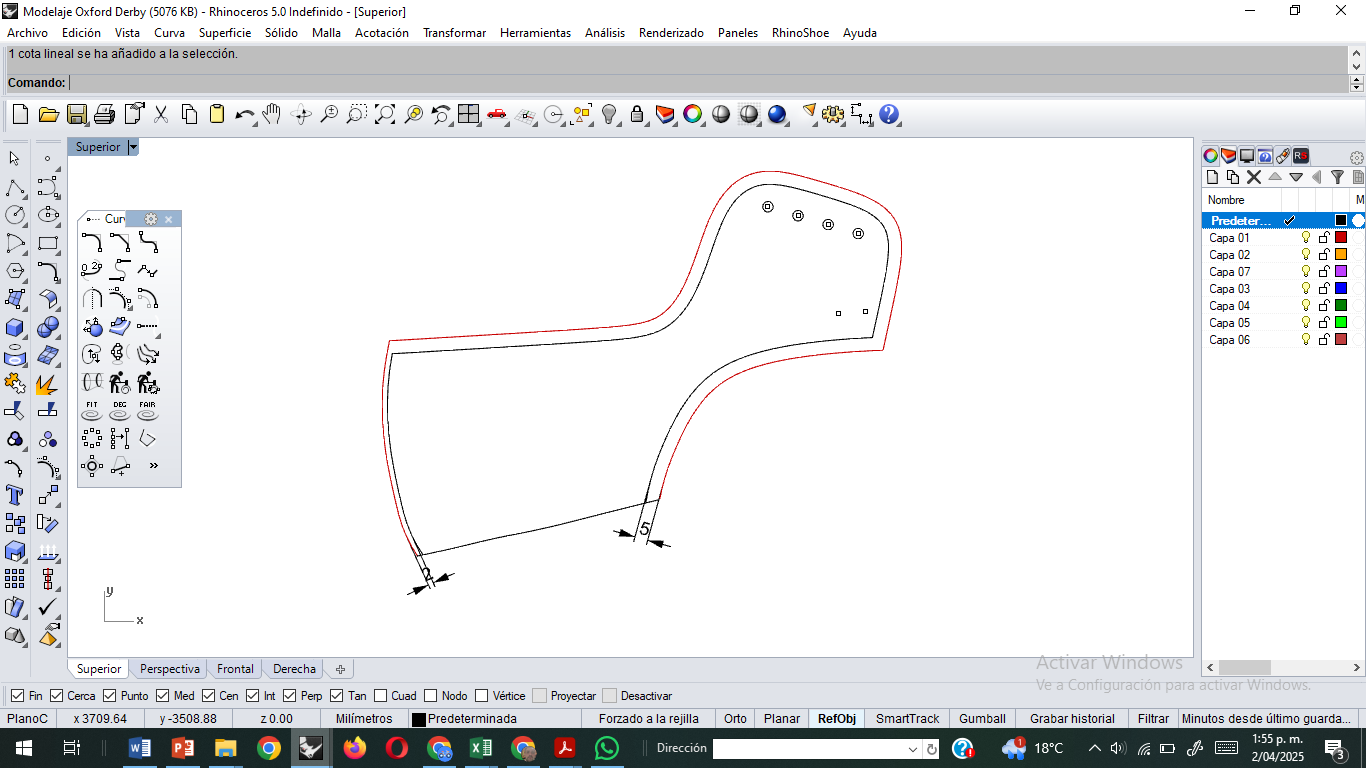 Modelaje Oxford Derby (5076 KB) - Rhinoceros 5.0 Indefinido - [Superior]
Archivo Edición Vista Curva Superficie Sólido Malla Acotación Transformar Herramientas Análisis Renderizado Paneles RhinoShoe Ayuda
1 cota lineal se ha añadido a la selección.
Comando:
Superior
Curv
FIT DEG FAIR
»
5
2
y
x
Nombre M
Predeter...
Capa 01
Capa 02
Capa 07
Capa 03
Capa 04
Capa 05
Capa 06
Superior Perspectiva Frontal Derecha
Activar Windows
Ve a Configuración para activar Windows.
Fin Cerca Punto Med Cen Int Perp Tan Cuad Nodo Vértice Proyectar Desactivar
PlanoC x 3709.64 y -3508.88 z 0.00 Milímetros Predeterminada Forzado a la rejilla Orto Planar RefObj SmartTrack Gumball Grabar historial Filtrar Minutos desde último guarda...
Dirección 18°C 1:55 p. m.
2/04/2025 3